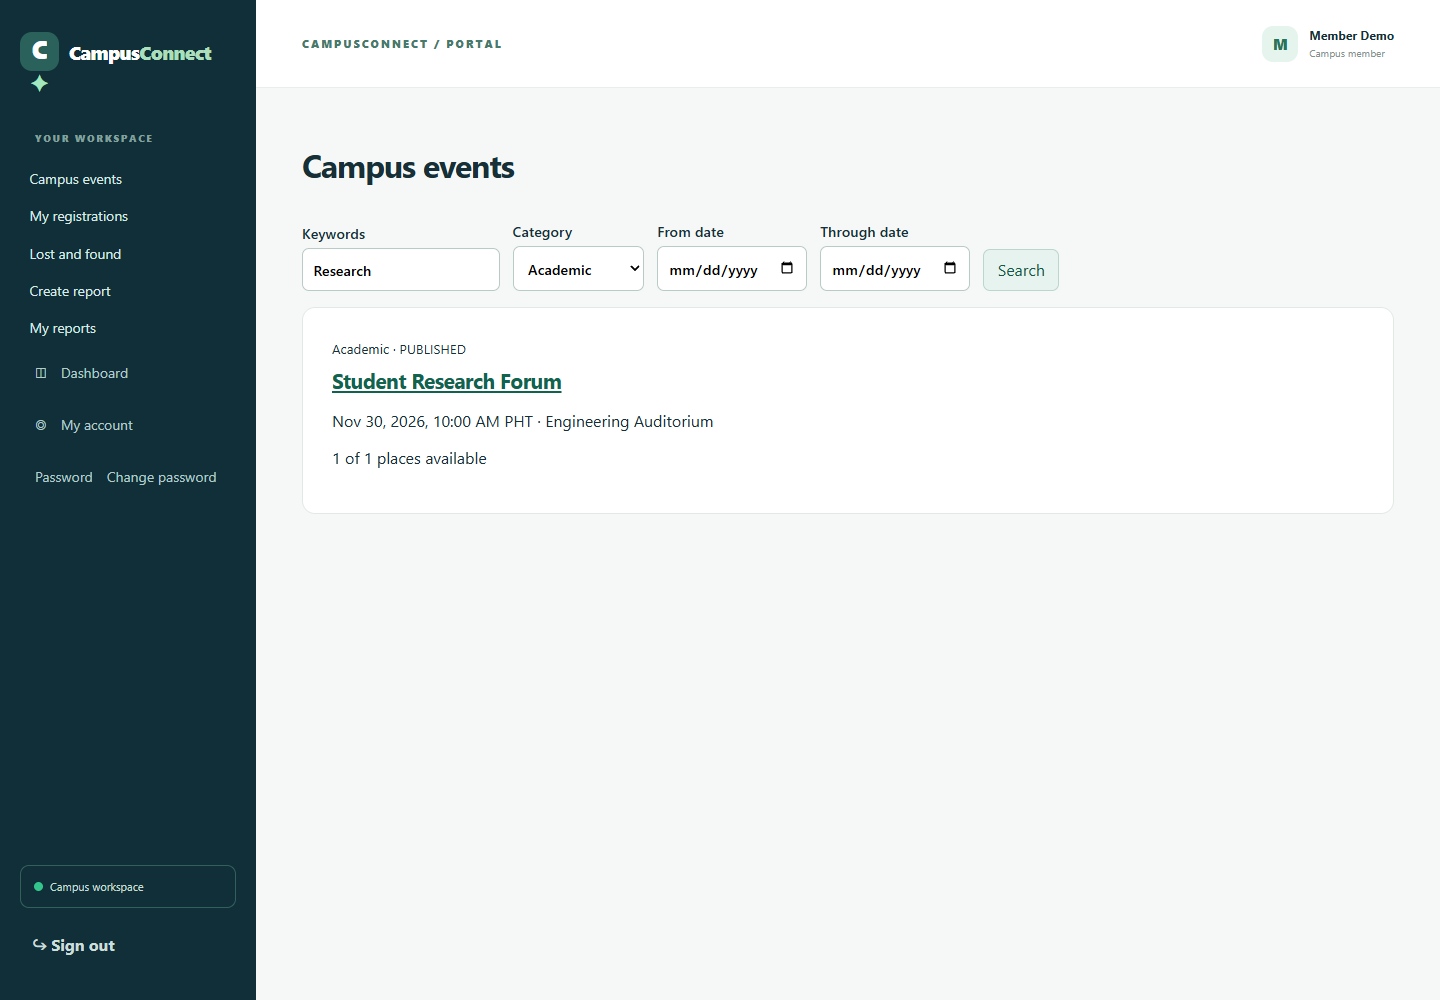 C CampusConnect
YOUR WORKSPACE
Campus events
My registrations
Lost and found
Create report
My reports
Dashboard
My account
Password Change password
Campus workspace
Sign out
CAMPUSCONNECT / PORTAL
M
Member Demo
Campus member
Campus events
Keywords
Research
Category
Academic
From date
mm/dd/yyyy
Through date
mm/dd/yyyy
Search
Academic · PUBLISHED
Student Research Forum
Nov 30, 2026, 10:00 AM PHT · Engineering Auditorium
1 of 1 places available